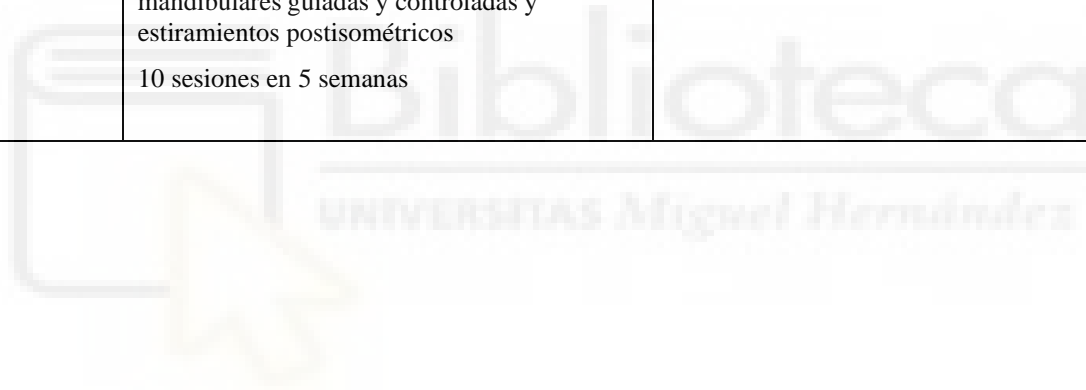 mandibulares guiadas y controladas y
estiramientos postisométricos
10 sesiones en 5 semanas
Biblioteca
UNIVERSITAS Miguel Hernández